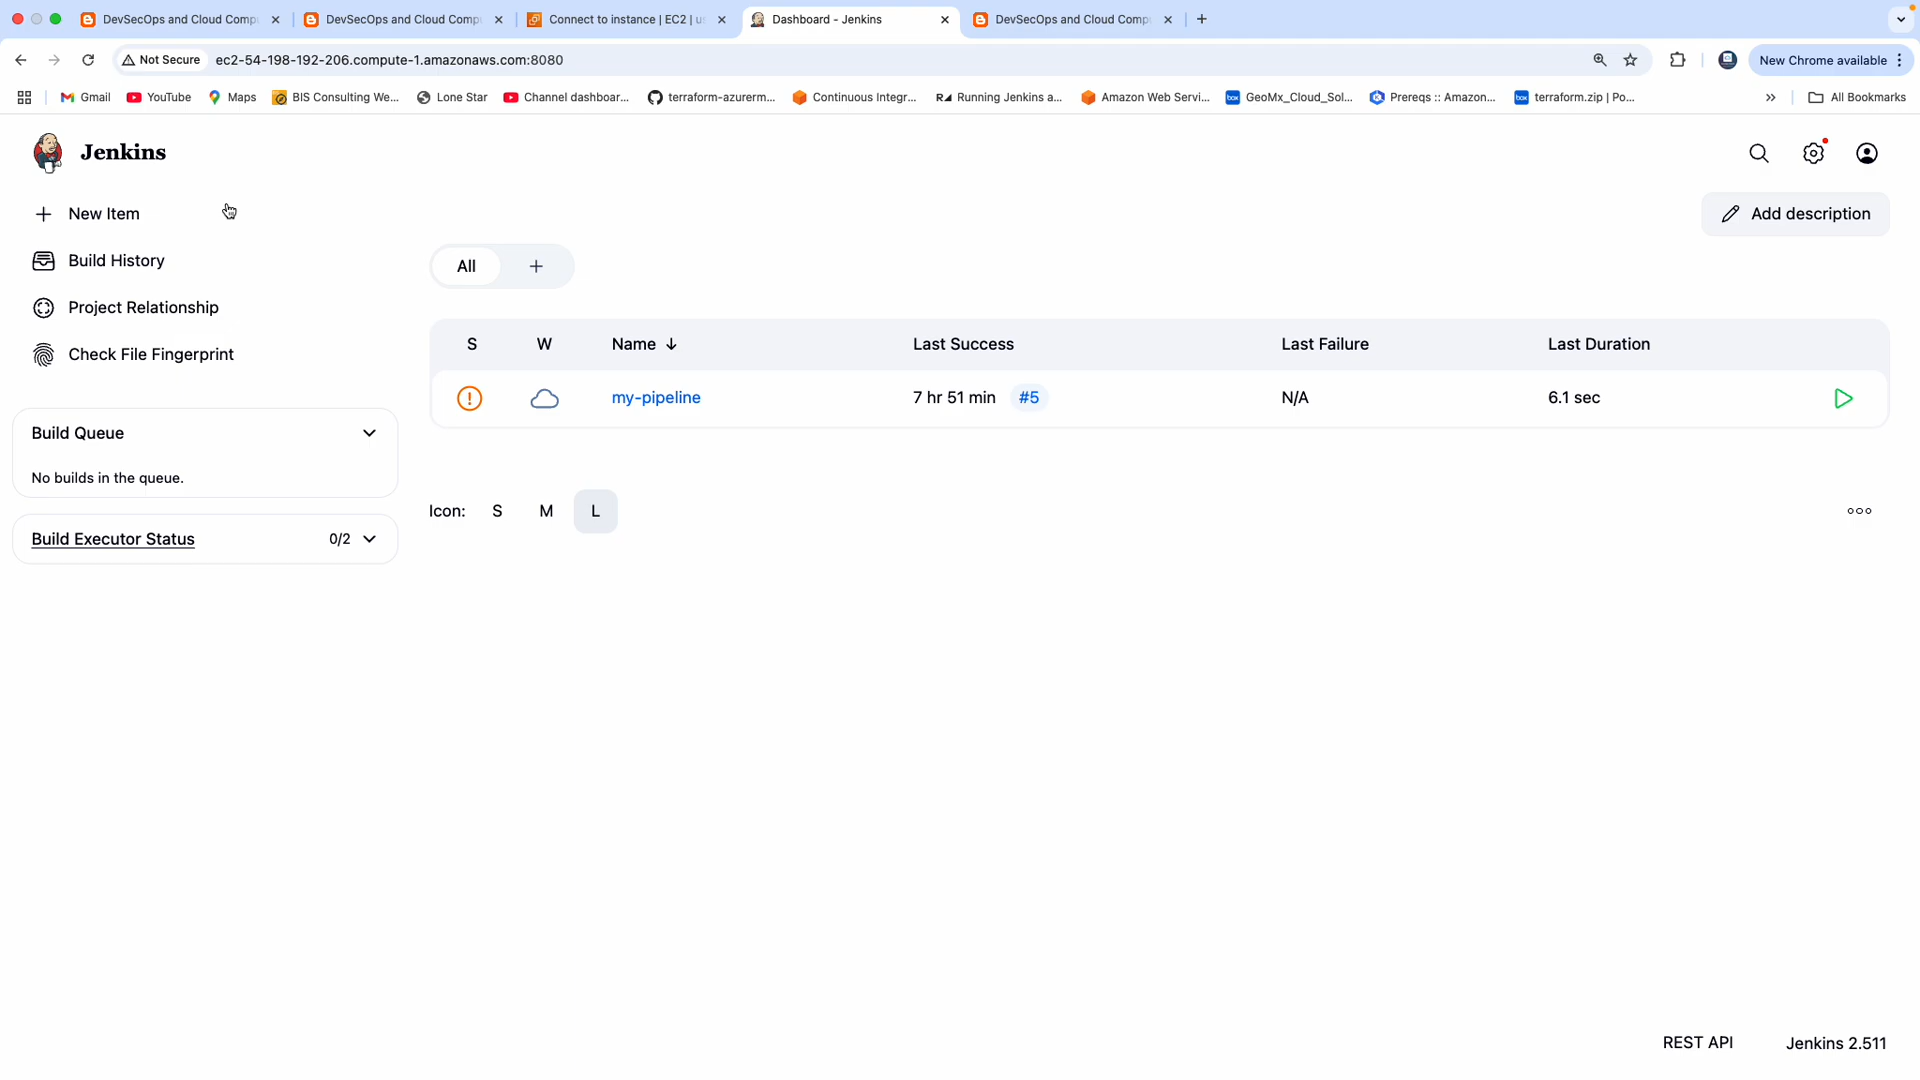 DevSecOps and Cloud Comp
DevSecOps and Cloud Compu
Connect to instance | EC2 | us
Dashboard - Jenkins
DevSecOps and Cloud Comp
Not Secure
ec2-54-198-192-206.compute-1.amazonaws.com:8080
New Chrome available
Gmail
YouTube
Maps
BIS Consulting We...
Lone Star
Channel dashboar...
terraform-azurerm...
Continuous Integr...
Running Jenkins a...
Amazon Web Servi...
GeoMx_Cloud_Sol...
Prereqs :: Amazon...
terraform.zip | Po...
All Bookmarks
Jenkins
New Item
Add description
Build History
All
Project Relationship
Check File Fingerprint
S W Name ↓ Last Success Last Failure Last Duration
my-pipeline 7 hr 51 min #5 N/A 6.1 sec
Build Queue
No builds in the queue.
Icon: S M L
Build Executor Status 0/2
REST API
Jenkins 2.511